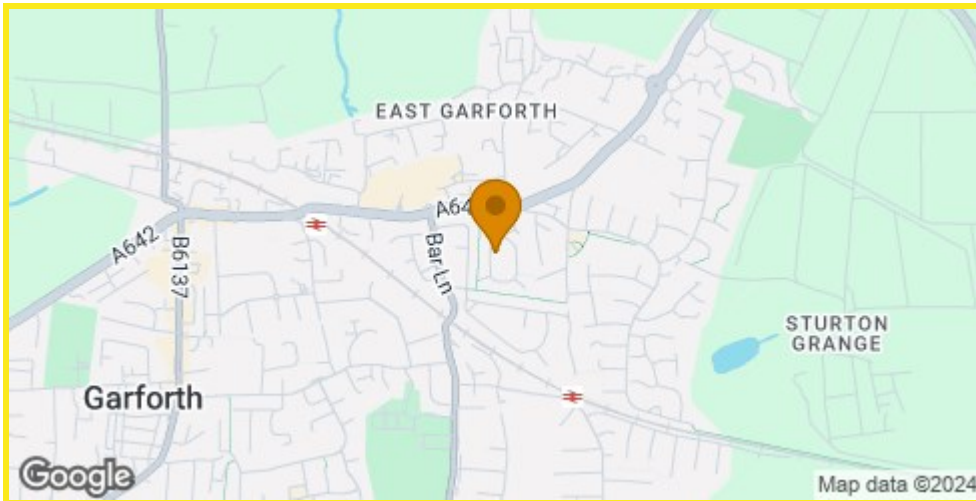 EAST GARFORTH
A64
A642
B6137
Bar Ln
STURTON
GRANGE
Garforth
Google
Map data ©2024